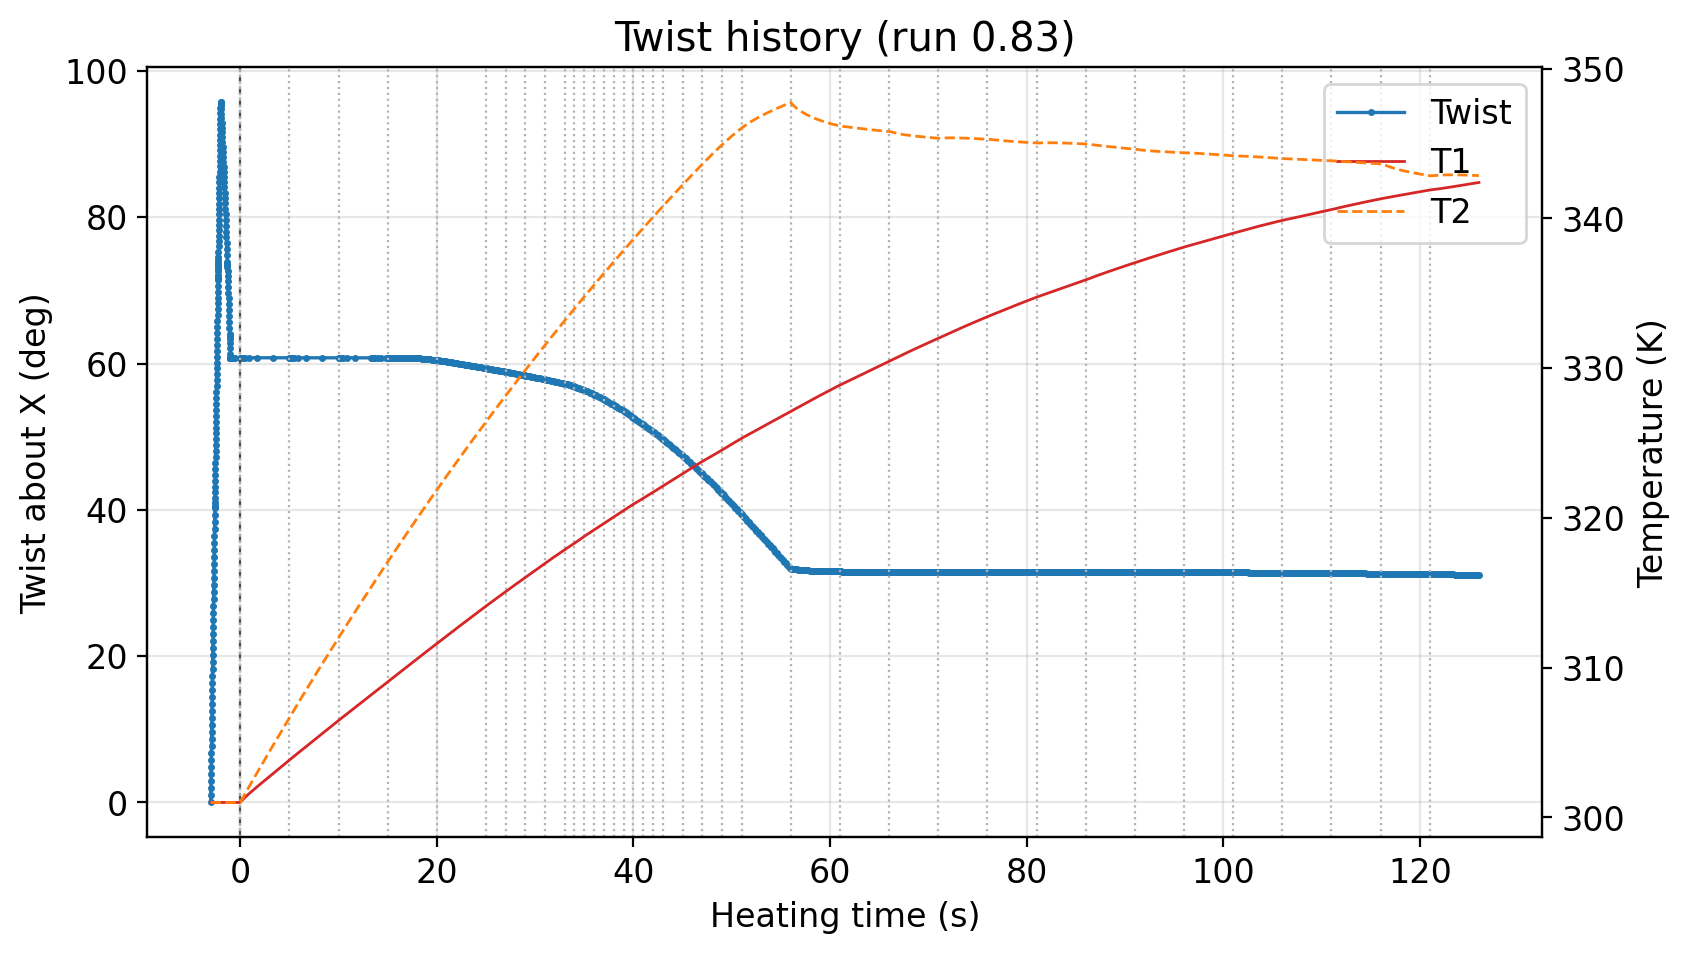 Twist history (run 0.83)
Twist about X (deg)
100
80
60
40
20
0
350
340
330
320
310
300
Temperature (K)
Twist
T1
T2
0 20 40 60 80 100 120
Heating time (s)